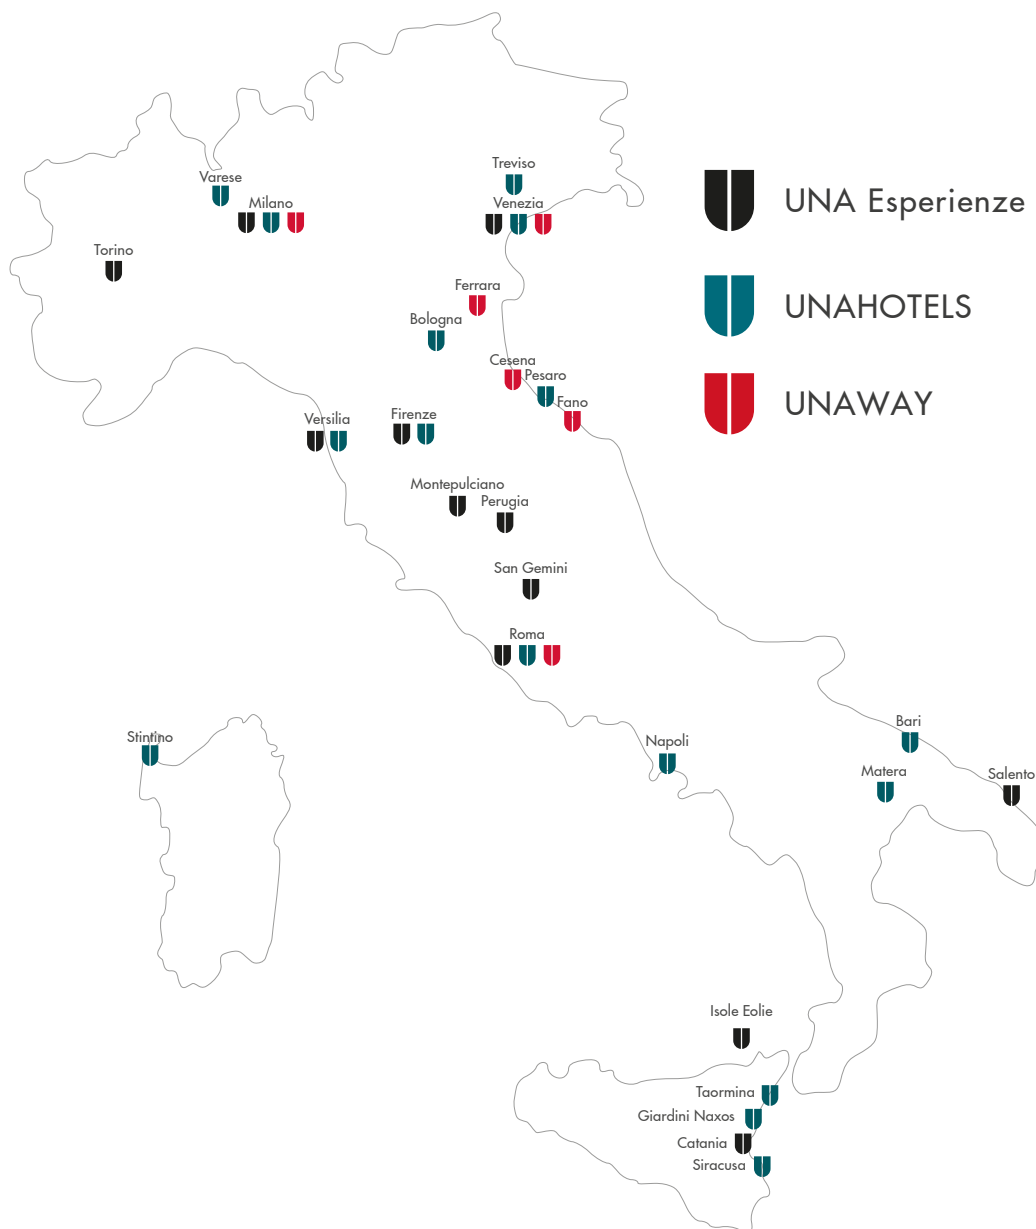 Treviso
Varese
Milano
Venezia
UNA Esperienze
Torino
Ferrara
UNAHOTELS
Bologna
Cesena
Pesaro
Fano
UNAWAY
Versilia
Firenze
Montepulciano
Perugia
San Gemini
Roma
Stintino
Napoli
Bari
Matera
Salento
Isole Eolie
Taormina
Giardini Naxos
Catania
Siracusa